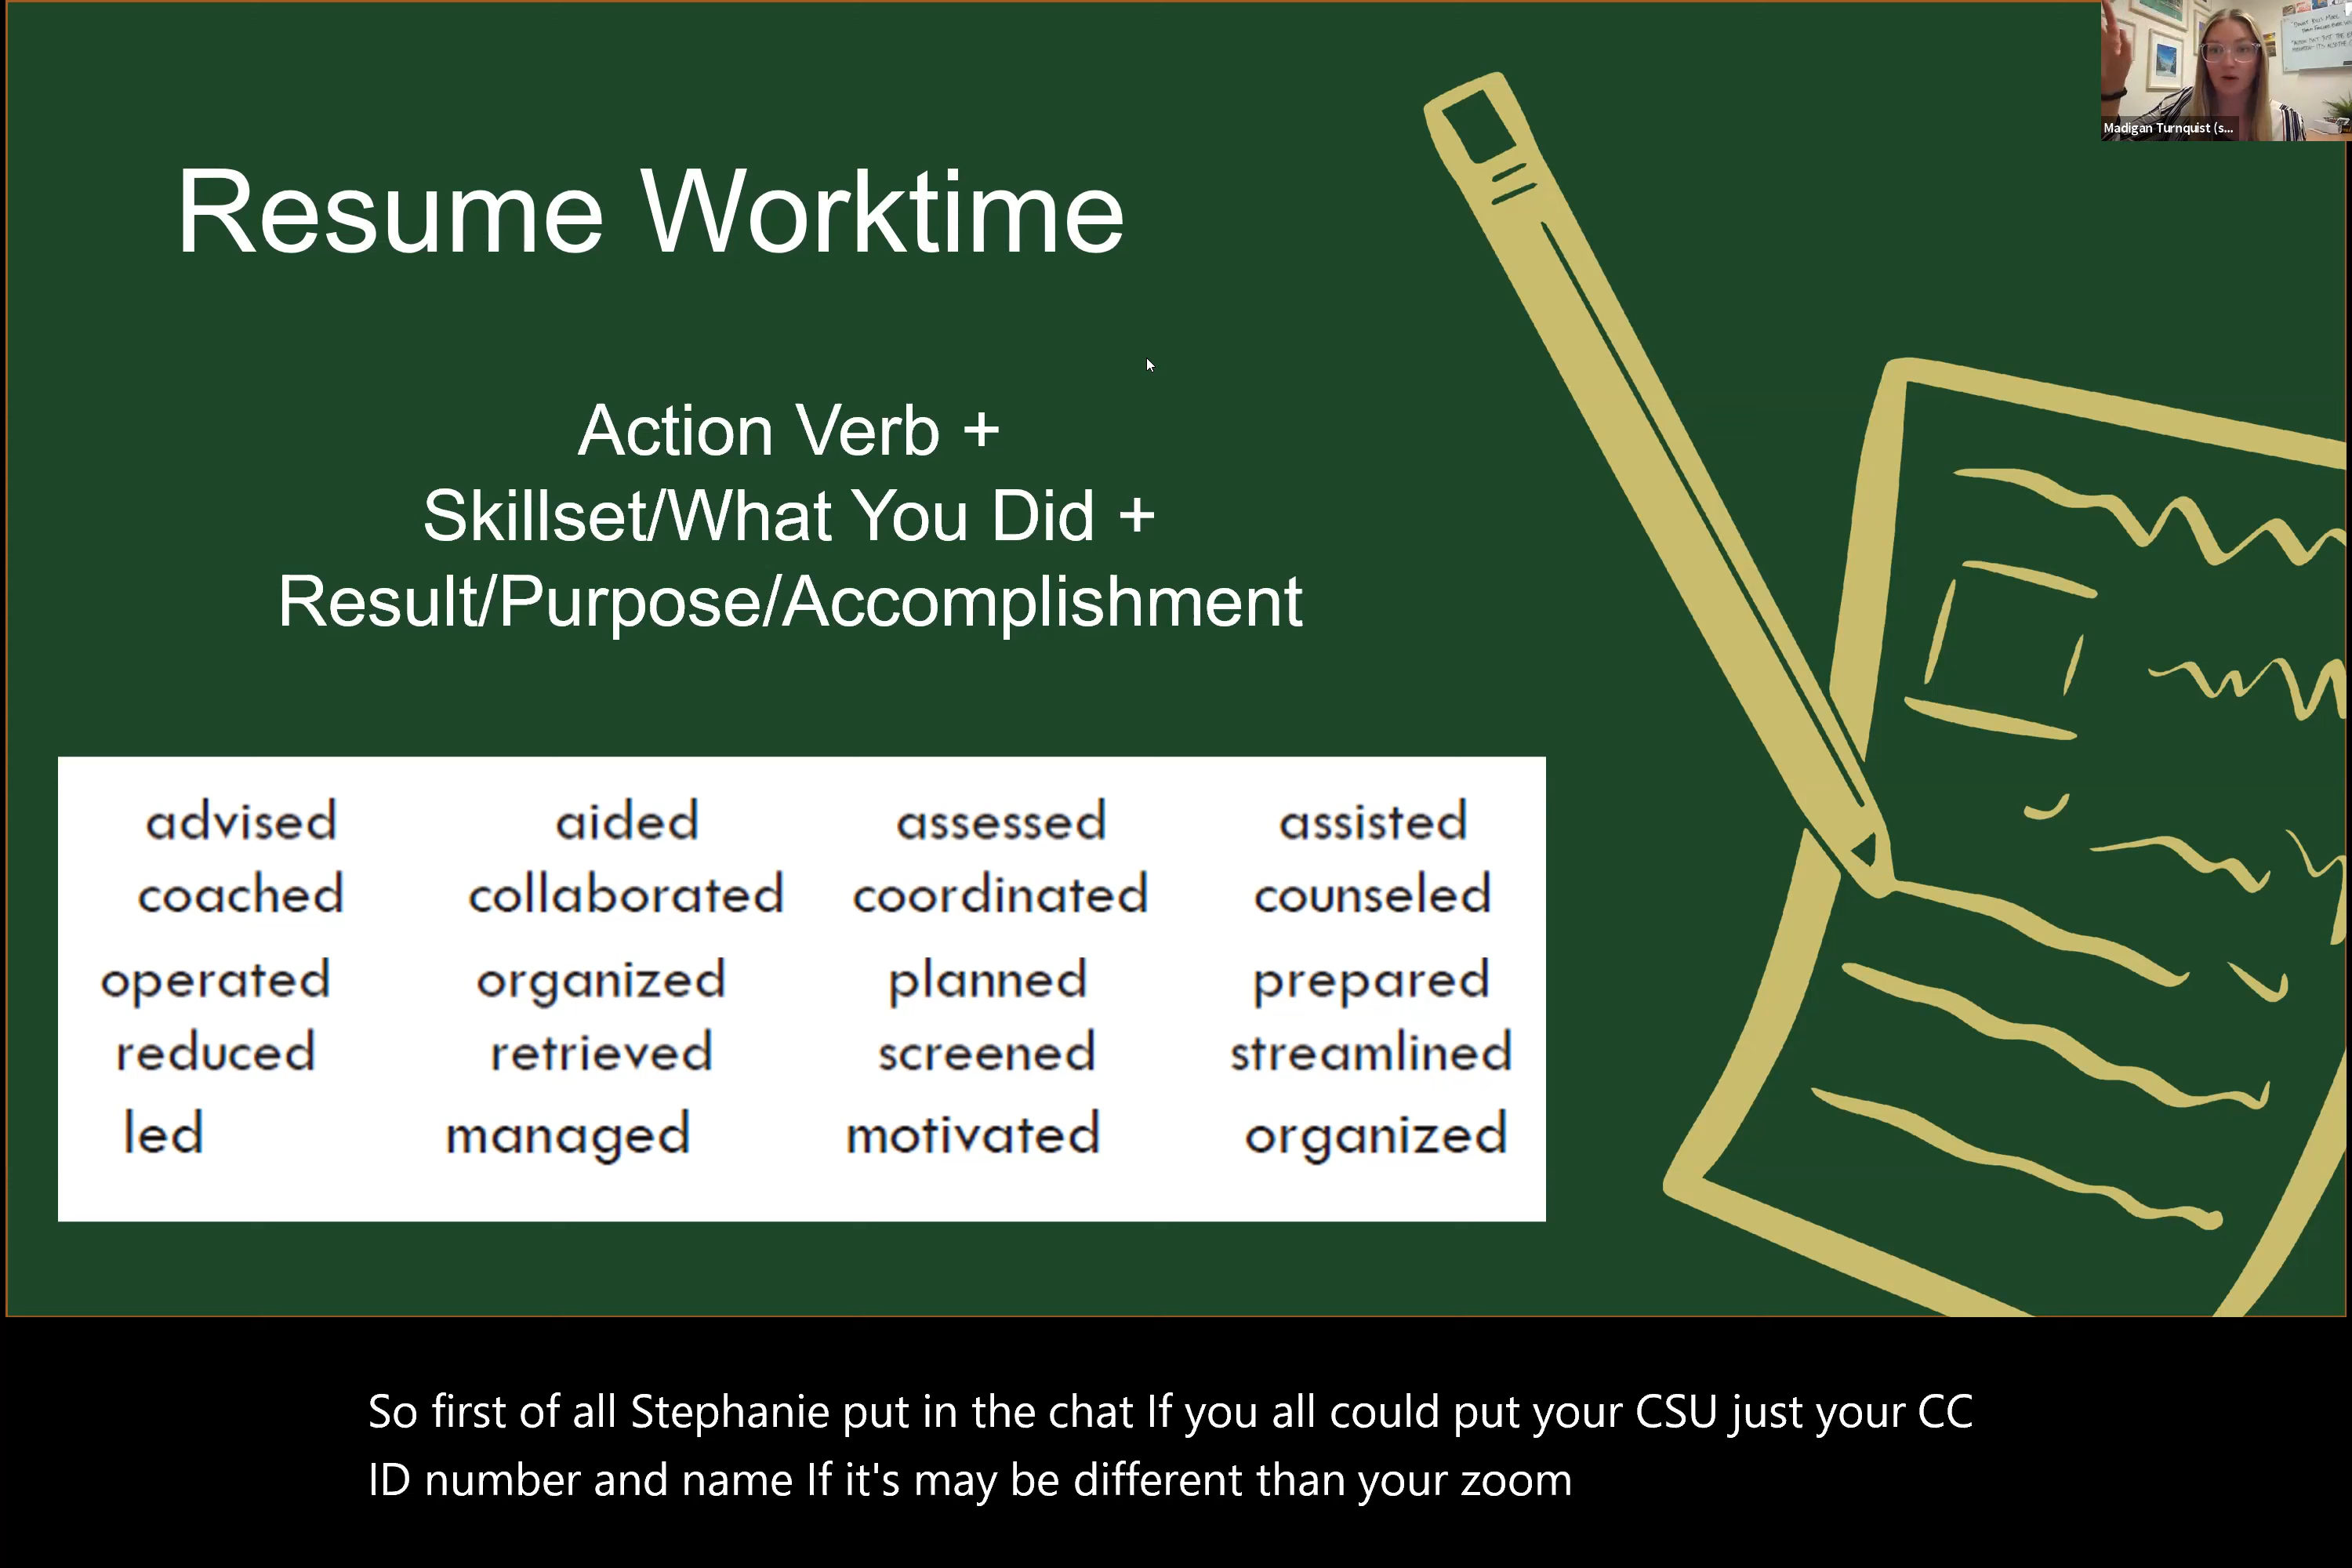 Resume Worktime
Action Verb +
Skillset/What You Did +
Result/Purpose/Accomplishment
advised aided assessed assisted
coached collaborated coordinated counseled
operated organized planned prepared
reduced retrieved screened streamlined
led managed motivated organized
Madigan Turnquist (s...
So first of all Stephanie put in the chat If you all could put your CSU just your CC
ID number and name If it's may be different than your zoom